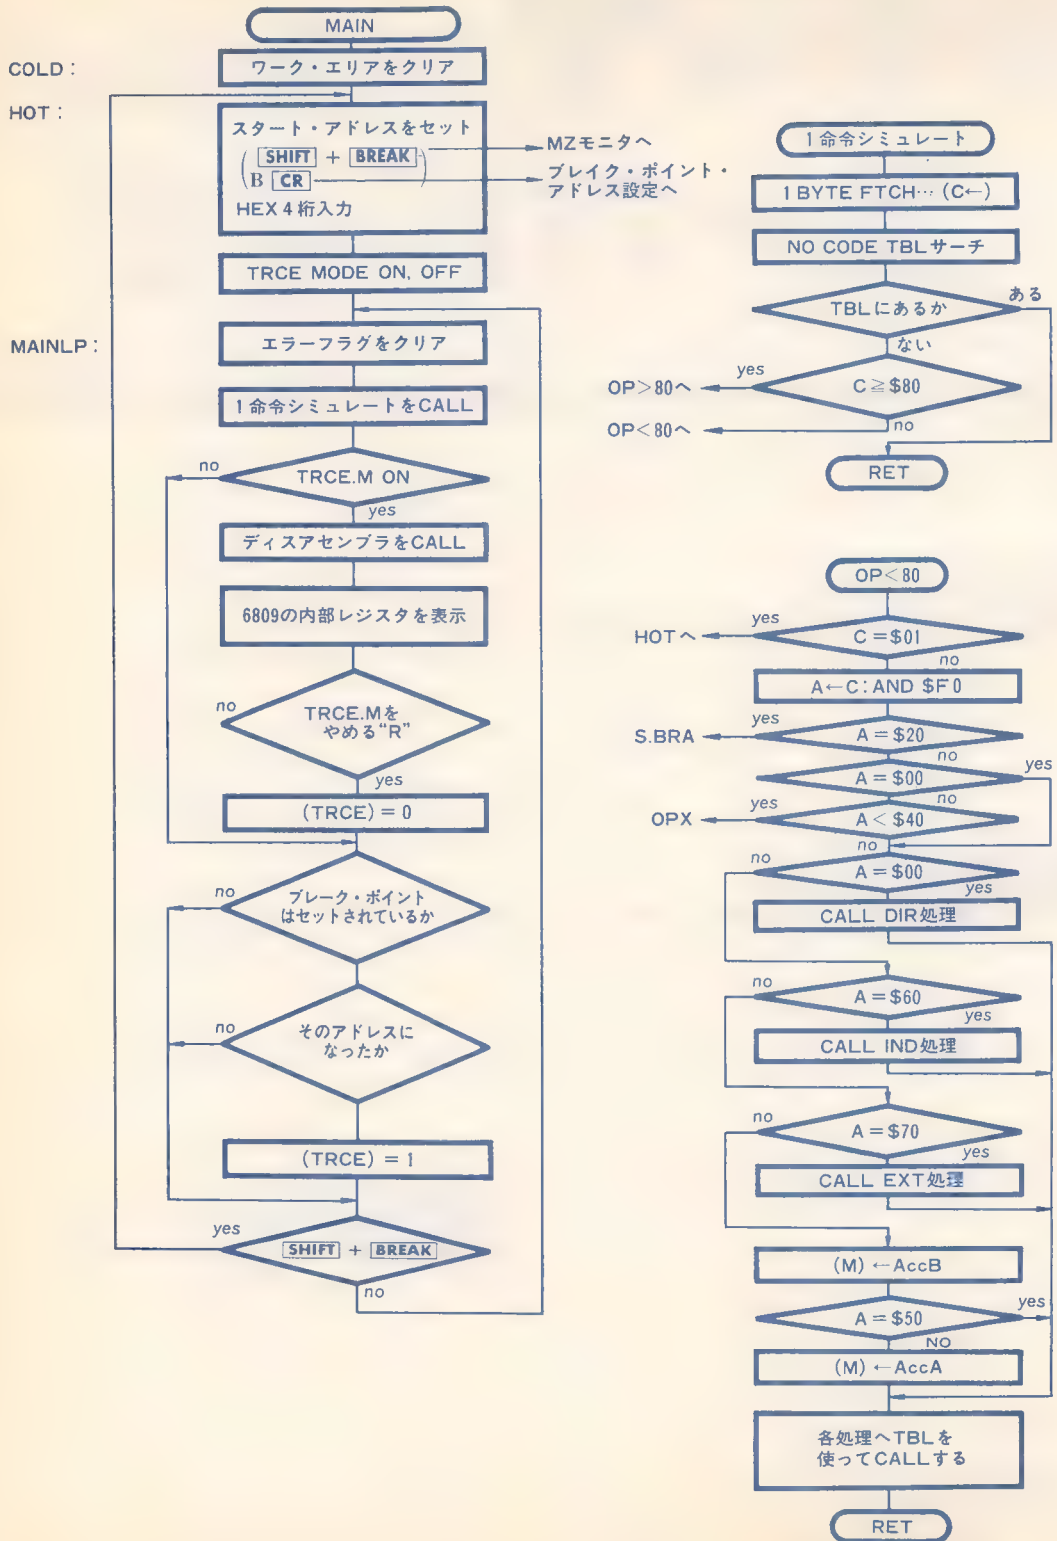 MAIN
COLD:
ワーク・エリアをクリア
HOT:
スタート・アドレスをセット
SHIFT + BREAK
MZモニタへ
B CR
ブレイク・ポイント・
アドレス設定へ
HEX 4 桁入力
TRCE MODE ON, OFF
MAINLP:
エラーフラグをクリア
1 命令シミュレートをCALL
no
TRCE.M ON
yes
ディスアセンブラをCALL
6809の内部レジスタを表示
no
TRCE.Mを
やめる“R”
yes
(TRCE) = 0
no
ブレーク・ポイント
はセットされているか
no
そのアドレスに
なったか
(TRCE) = 1
yes
SHIFT + BREAK
no
1 命令シミュレート
1 BYTE FTCH… (C←)
NO CODE TBLサーチ
TBLにあるか
ある
ない
yes
C ≧ $80
OP>80へ
no
OP<80へ
RET
OP<80
yes
C = $01
HOTへ
no
A←C:AND $F0
yes
A = $20
S.BRA
no
A = $00
yes
yes
no
A < $40
OPX
no
no
A = $00
yes
CALL DIR処理
no
A = $60
yes
CALL IND処理
no
A = $70
yes
CALL EXT処理
(M) ←AccB
A = $50
yes
NO
(M) ←AccA
各処理へTBLを
使ってCALLする
RET